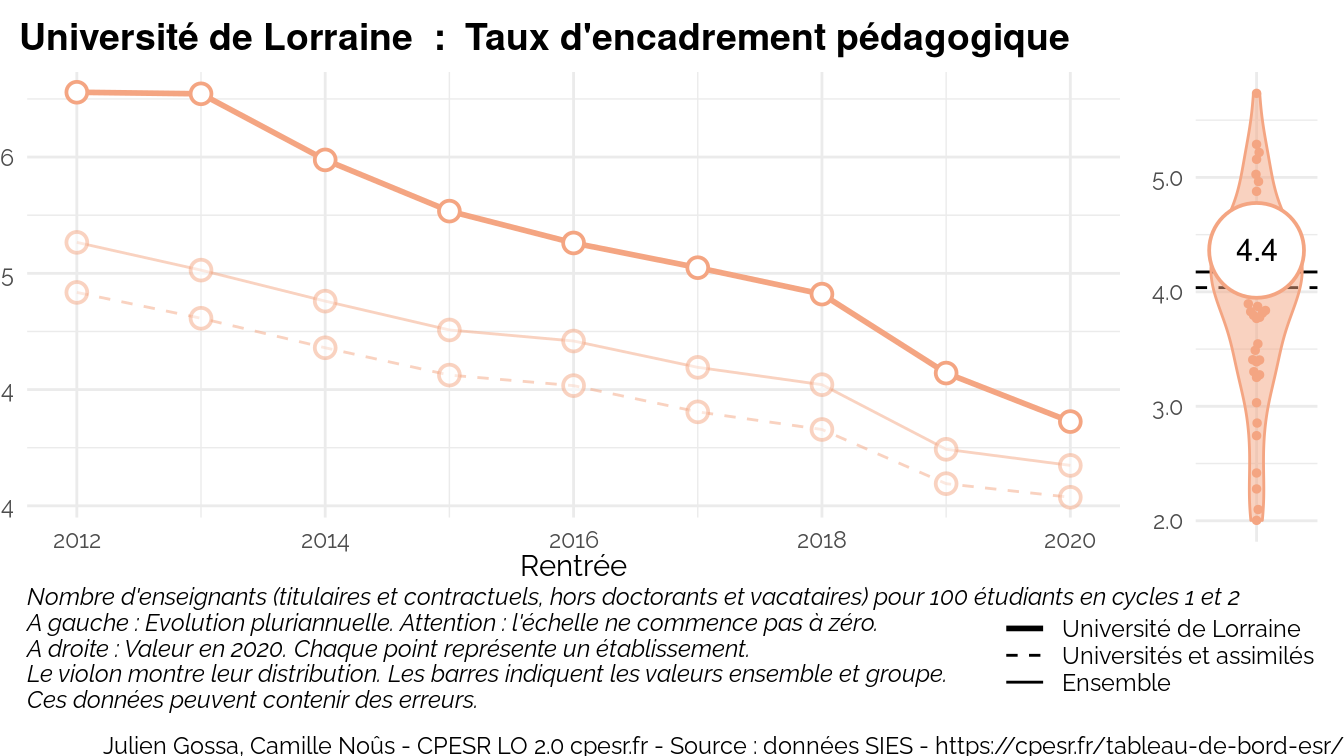 Université de Lorraine : Taux d'encadrement pédagogique
6
5
4
4
2012 2014 2016 2018 2020
Rentrée
5.0
4.0
3.0
2.0
4.4
Nombre d'enseignants (titulaires et contractuels, hors doctorants et vacataires) pour 100 étudiants en cycles 1 et 2
A gauche : Evolution pluriannuelle. Attention : l'échelle ne commence pas à zéro.
A droite : Valeur en 2020. Chaque point représente un établissement.
Le violon montre leur distribution. Les barres indiquent les valeurs ensemble et groupe.
Ces données peuvent contenir des erreurs.
Université de Lorraine
Universités et assimilés
Ensemble
Julien Gossa, Camille Noûs - CPESR LO 2.0 cpesr.fr - Source : données SIES - https://cpesr.fr/tableau-de-bord-esr/